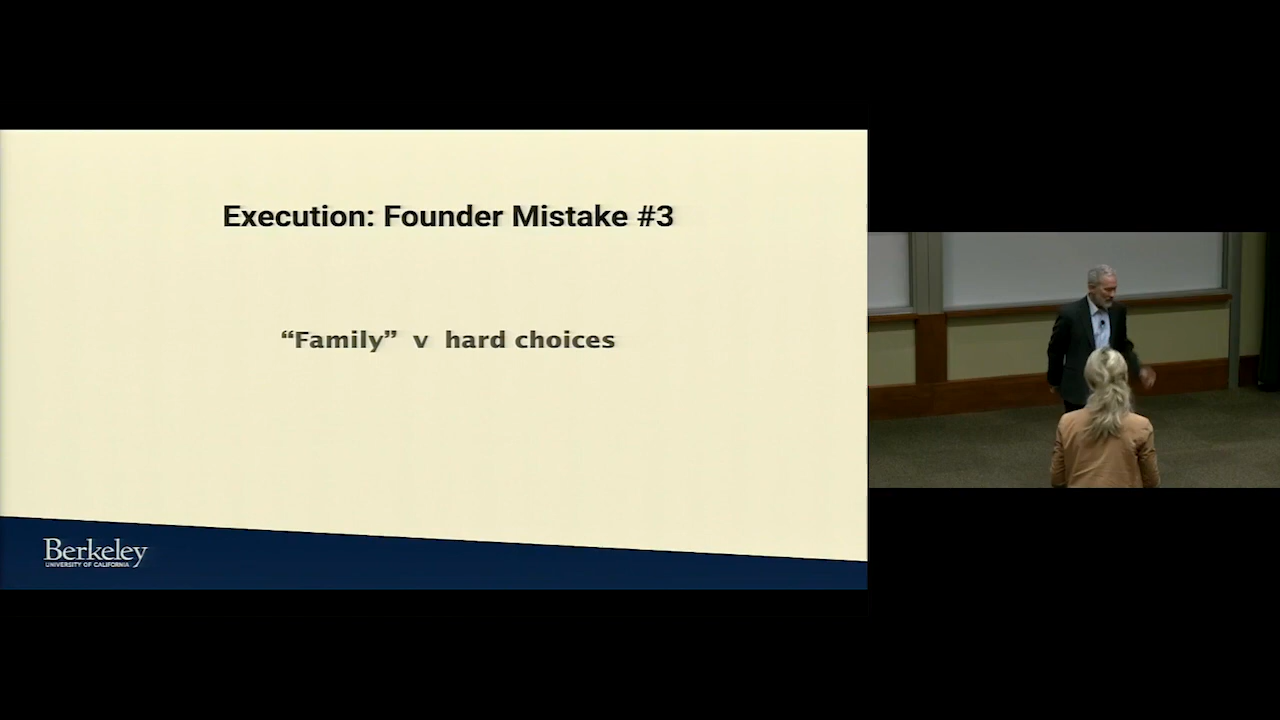 Execution: Founder Mistake #3
“Family” v hard choices
Berkeley
UNIVERSITY OF CALIFORNIA